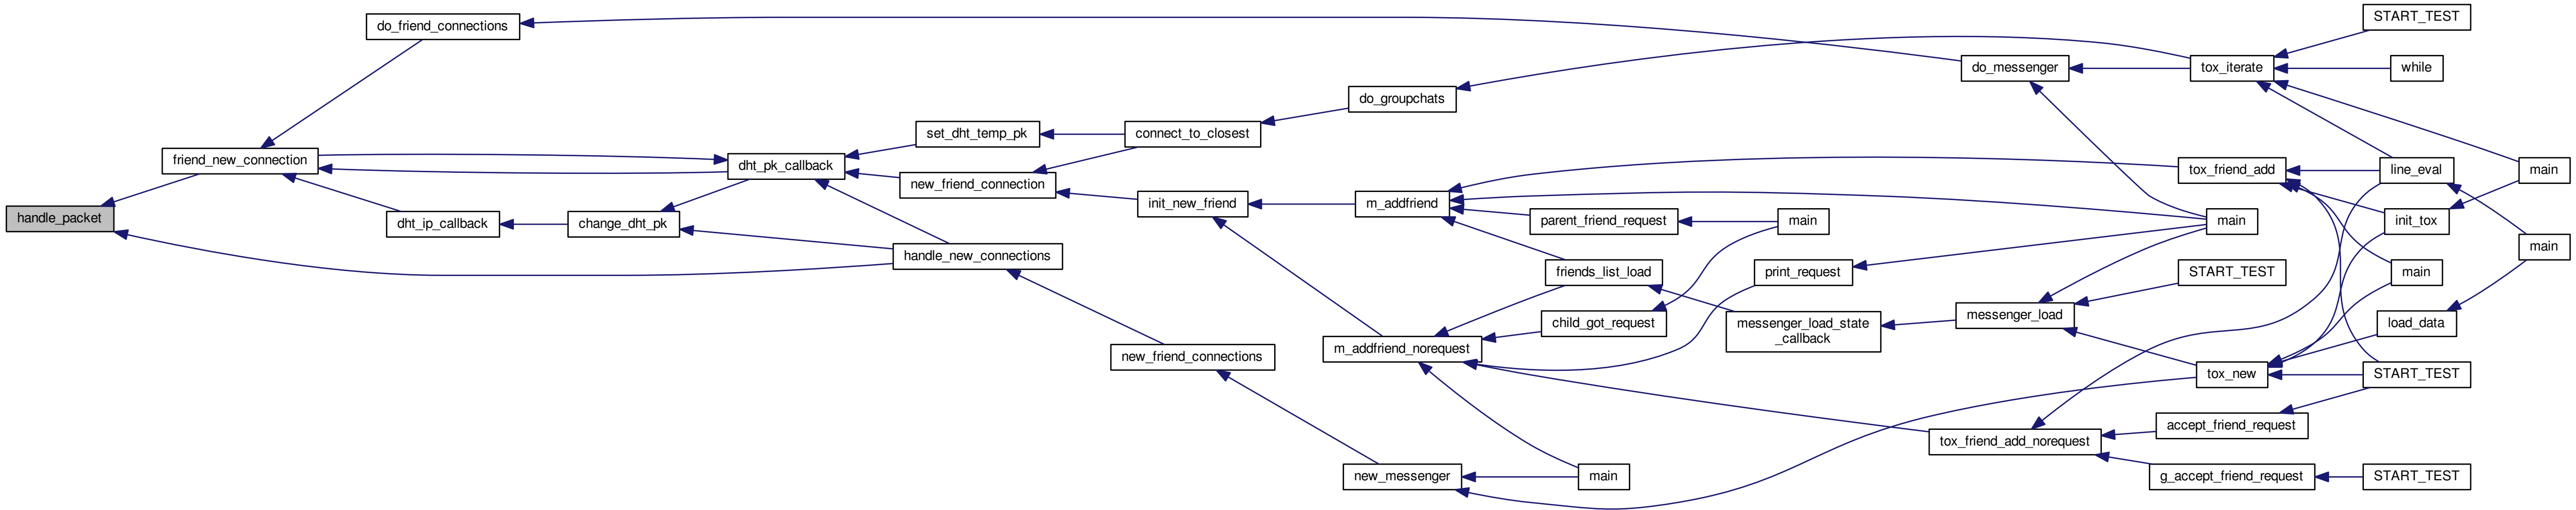 handle_packet
friend_new_connection
do_friend_connections
dht_ip_callback
change_dht_pk
dht_pk_callback
set_dht_temp_pk
new_friend_connection
handle_new_connections
connect_to_closest
init_new_friend
new_friend_connections
do_groupchats
m_addfriend
m_addfriend_norequest
new_messenger
parent_friend_request
friends_list_load
child_got_request
main
main
print_request
messenger_load_state
_callback
do_messenger
messenger_load
tox_friend_add_norequest
tox_iterate
tox_friend_add
main
START_TEST
tox_new
accept_friend_request
g_accept_friend_request
START_TEST
while
line_eval
init_tox
main
load_data
START_TEST
START_TEST
main
main